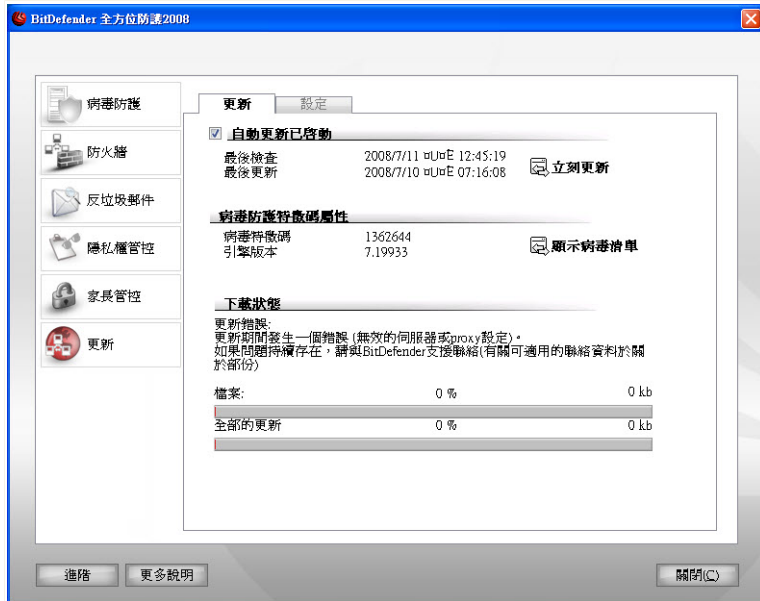 BitDefender 全方位防護2008
病毒防護
防火牆
反垃圾郵件
隱私權管控
家長管控
更新
更新
設定
自動更新已啓動
最後檢查 2008/7/11 ¤U¤È 12:45:19
最後更新 2008/7/10 ¤U¤È 07:16:08
立刻更新
病毒防護特徵碼屬性
病毒特徵碼 1362644
引擎版本 7.19933
顯示病毒清單
下載狀態
更新錯誤:
更新期間發生一個錯誤 (無效的伺服器或proxy設定)。
如果問題持續存在，請與BitDefender支援聯絡(有關可適用的聯絡資料於關
於部份)
檔案: 0 % 0 kb
全部的更新 0 % 0 kb
進階
更多說明
關閉(C)